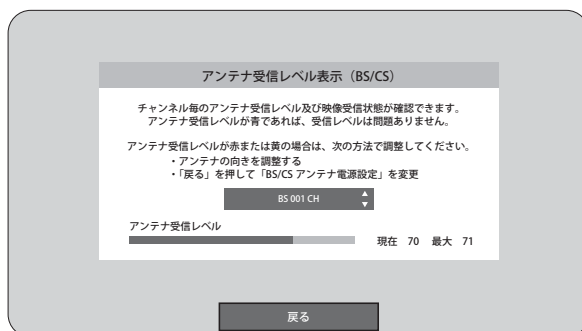 アンテナ受信レベル表示（BS/CS）
チャンネル毎のアンテナ受信レベル及び映像受信状態が確認できます。
アンテナ受信レベルが青であれば、受信レベルは問題ありません。
アンテナ受信レベルが赤または黄の場合は、次の方法で調整してください。
・アンテナの向きを調整する
・「戻る」を押して「BS/CS アンテナ電源設定」を変更
BS 001 CH
アンテナ受信レベル
現在 70 最大 71
戻る